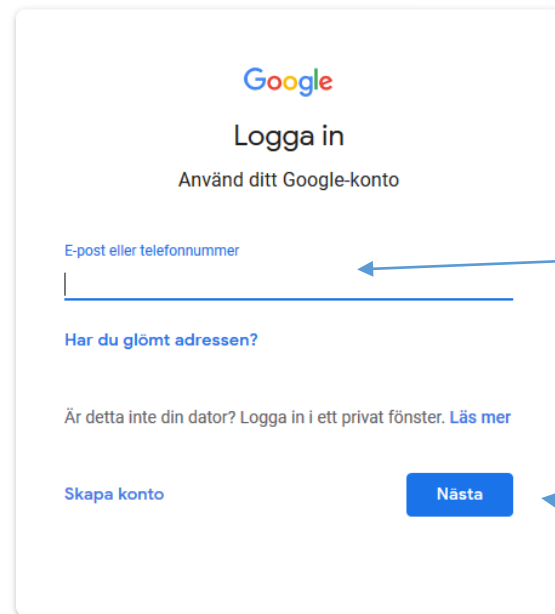 Google
Logga in
Använd ditt Google-konto
E-post eller telefonnummer
Har du glömt adressen?
Är detta inte din dator? Logga in i ett privat fönster. Läs mer
Skapa konto
Nästa